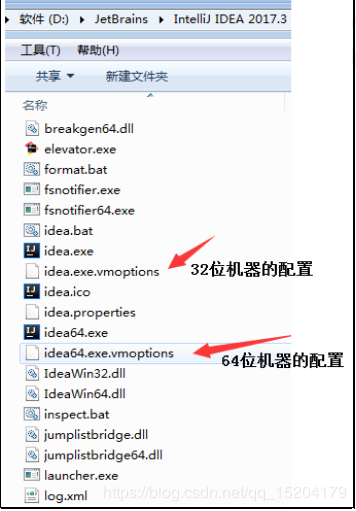 软件 (D:) ▸ JetBrains ▸ IntelliJ IDEA 2017.3
工具(T) 帮助(H)
共享 ▼ 新建文件夹
名称
breakgen64.dll
elevator.exe
format.bat
fsnotifier.exe
fsnotifier64.exe
idea.bat
idea.exe
idea.exe.vmoptions
32位机器的配置
idea.ico
idea.properties
idea64.exe
idea64.exe.vmoptions
64位机器的配置
IdeaWin32.dll
IdeaWin64.dll
inspect.bat
jumplistbridge.dll
jumplistbridge64.dll
launcher.exe
log.xml
https://blog.csdn.net/qq_15204179